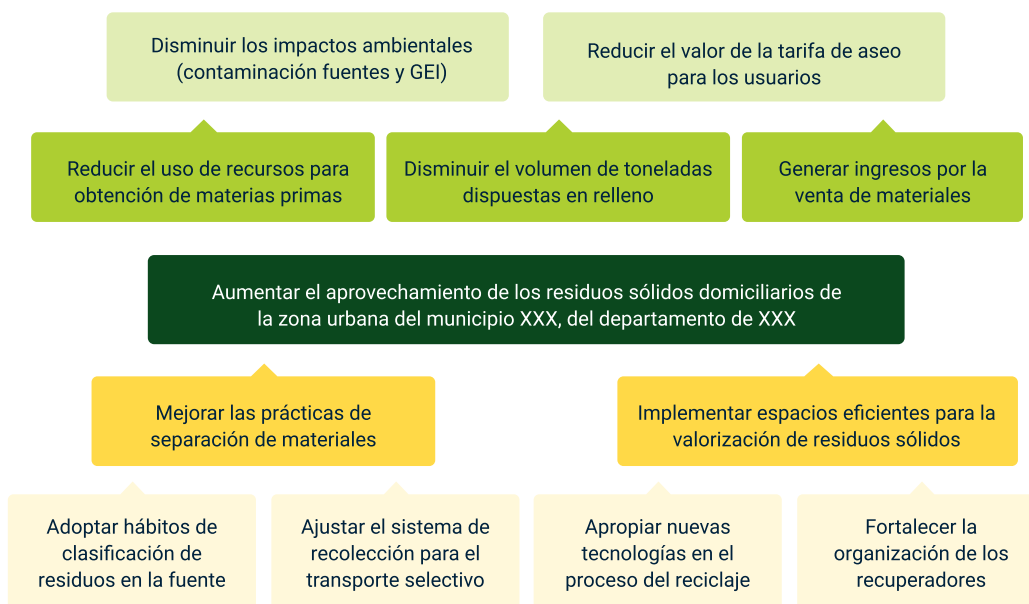 Disminuir los impactos ambientales
(contaminación fuentes y GEI)
Reducir el valor de la tarifa de aseo
para los usuarios
Reducir el uso de recursos para
obtención de materias primas
Disminuir el volumen de toneladas
dispuestas en relleno
Generar ingresos por la
venta de materiales
Aumentar el aprovechamiento de los residuos sólidos domiciliarios de
la zona urbana del municipio XXX, del departamento de XXX
Mejorar las prácticas de
separación de materiales
Implementar espacios eficientes para la
valorización de residuos sólidos
Adoptar hábitos de
clasificación de
residuos en la fuente
Ajustar el sistema de
recolección para el
transporte selectivo
Apropiar nuevas
tecnologías en el
proceso del reciclaje
Fortalecer la
organización de los
recuperadores